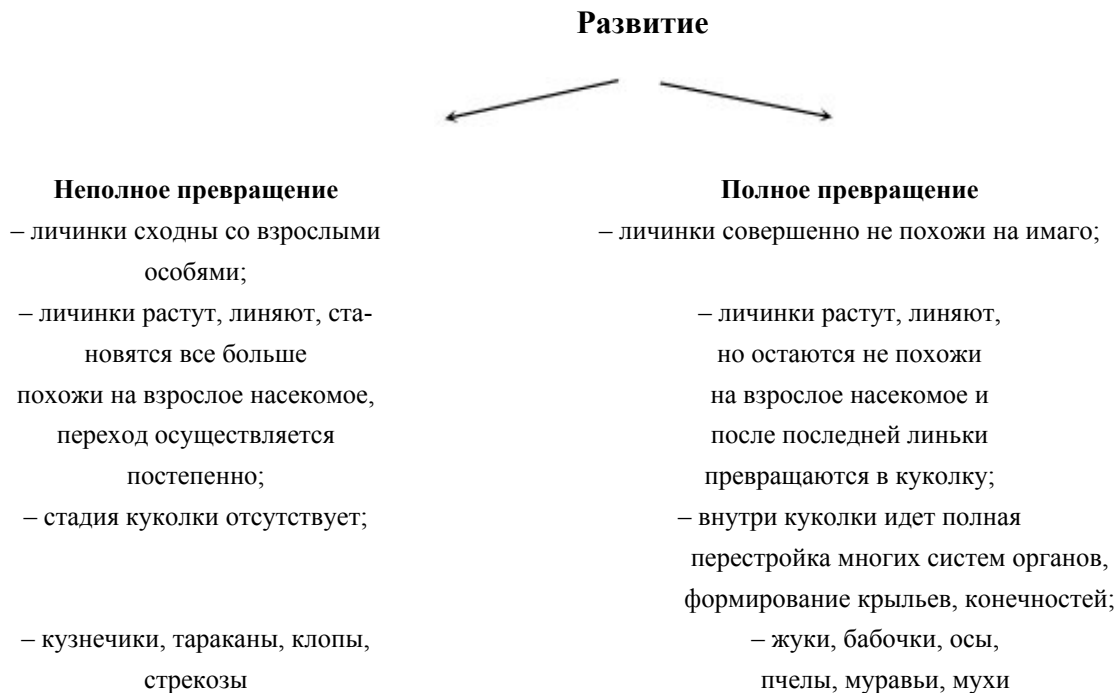 Развитие
Неполное превращение
– личинки сходны со взрослыми
особями;
– личинки растут, линяют, ста-
новятся все больше
похожи на взрослое насекомое,
переход осуществляется
постепенно;
– стадия куколки отсутствует;
– кузнечики, тараканы, клопы,
стрекозы
Полное превращение
– личинки совершенно не похожи на имаго;
– личинки растут, линяют,
но остаются не похожи
на взрослое насекомое и
после последней линьки
превращаются в куколку;
– внутри куколки идет полная
перестройка многих систем органов,
формирование крыльев, конечностей;
– жуки, бабочки, осы,
пчелы, муравьи, мухи